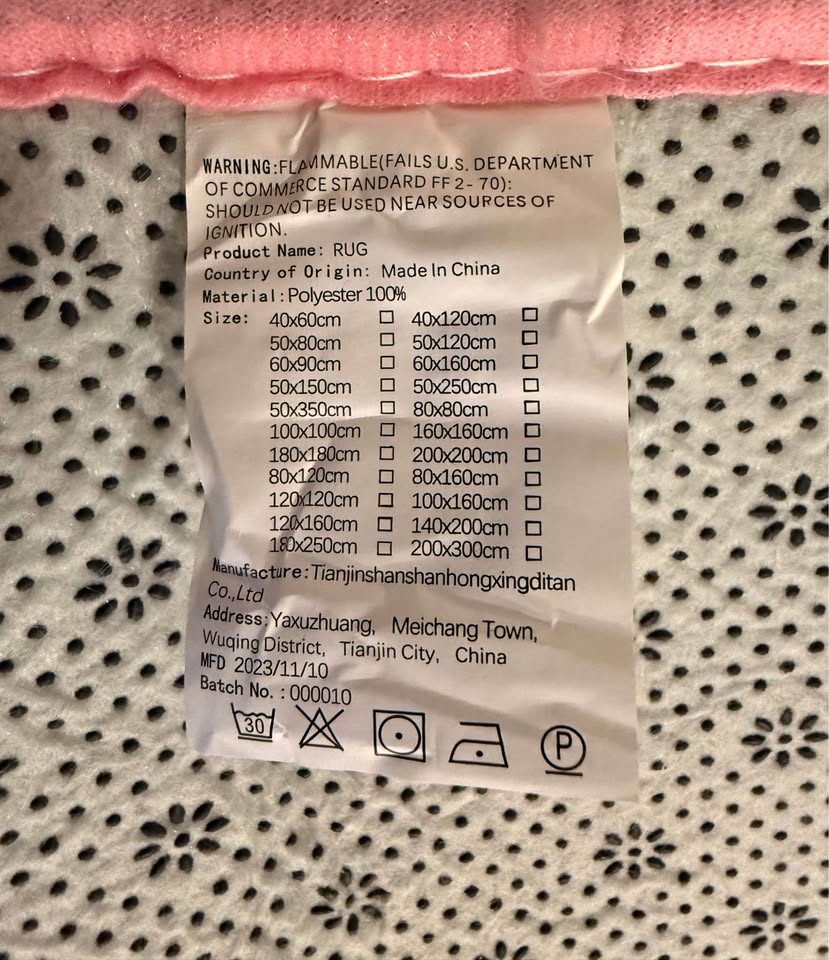 WARNING:FLAMMABLE(FAILS U.S. DEPARTMENT
OF COMMERCE STANDARD FF 2- 70):
SHOULD NOT BE USED NEAR SOURCES OF
IGNITION.
Product Name: RUG
Country of Origin: Made In China
Material:Polyester 100%
Size: 40x60cm □ 40x120cm □
50x80cm □ 50x120cm □
60x90cm □ 60x160cm □
50x150cm □ 50x250cm □
50x350cm □ 80x80cm □
100x100cm □ 160x160cm □
180x180cm □ 200x200cm □
80x120cm □ 80x160cm □
120x120cm □ 100x160cm □
120x160cm □ 140x200cm □
180x250cm □ 200x300cm □
Manufacture:Tianjinshanshanhongxingditan
Co.,Ltd
Address:Yaxuzhuang, Meichang Town,
Wuqing District, Tianjin City, China
MFD 2023/11/10
Batch No.:000010
30 P